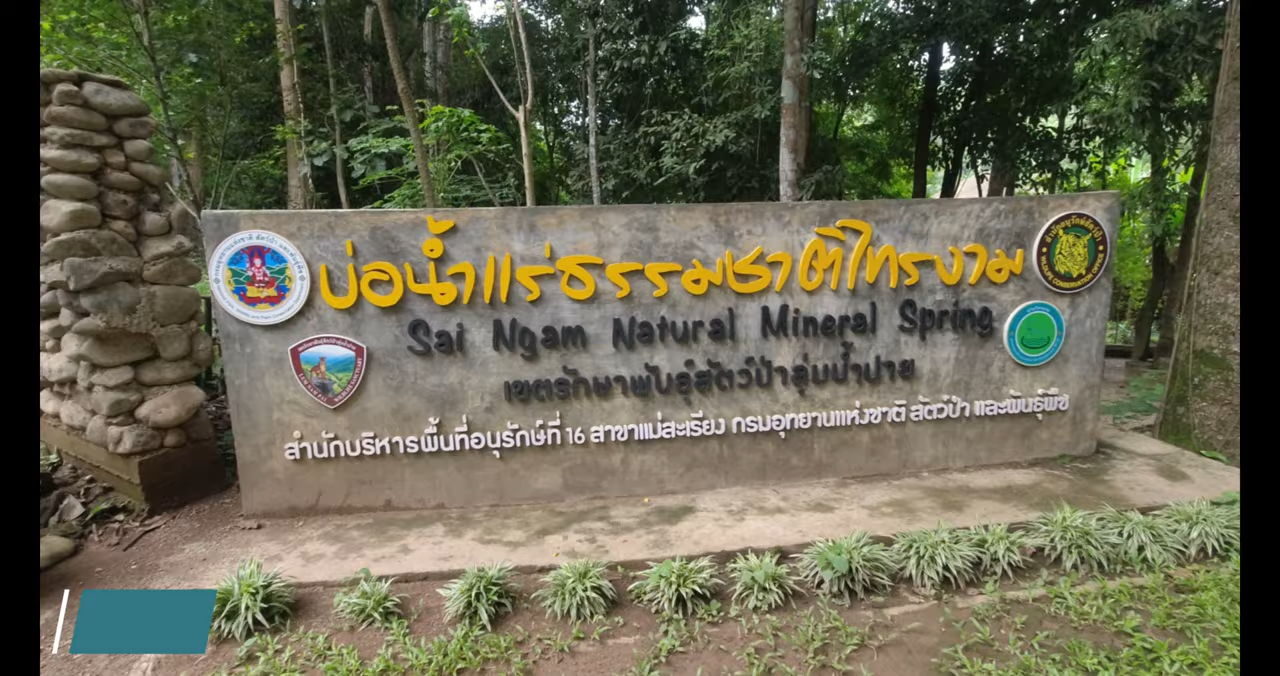 บ่อน้ำแร่ธรรมชาติไทรงาม
Sai Ngam Natural Mineral Spring
เขตรักษาพันธุ์สัตว์ป่าลุ่มน้ำปาย
สำนักบริหารพื้นที่อนุรักษ์ที่ 16 สาขาแม่สะเรียง กรมอุทยานแห่งชาติ สัตว์ป่า และพันธุ์พืช